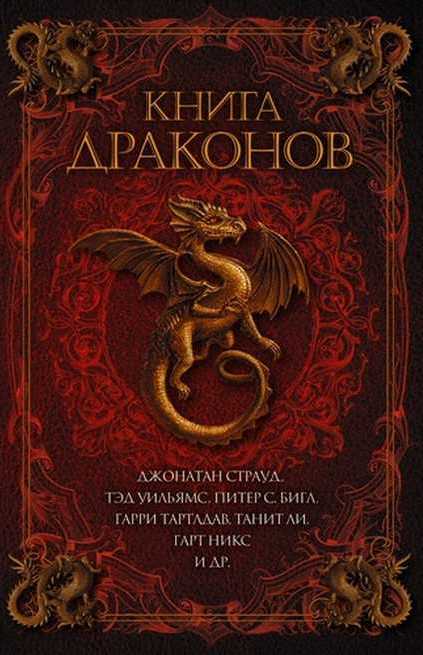 КНИГА
ДРАКОНОВ
ДЖОНАТАН СТРАУД,
ТЭД УИЛЬЯМС, ПИТЕР С. БИГЛ,
ГАРРИ ТАРТЛДАВ, ТАНИТ ЛИ,
ГАРТ НИКС
И ДР.